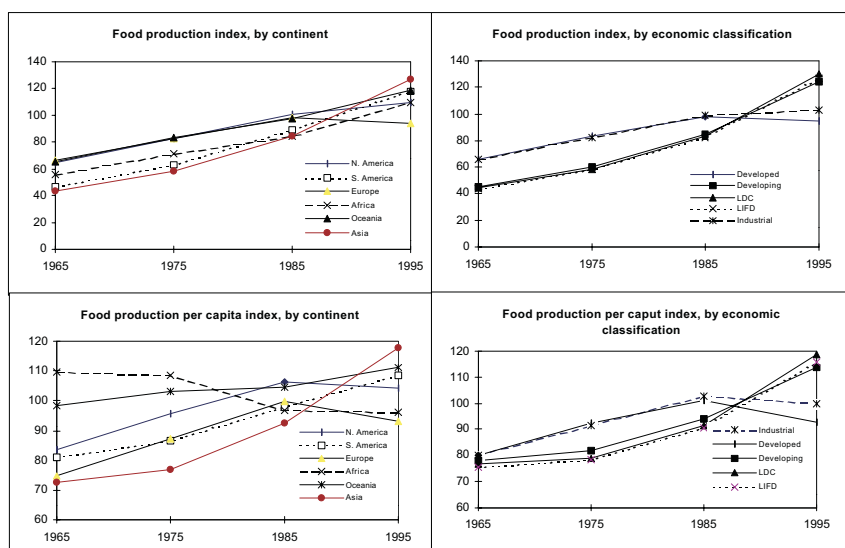 Food production index, by continent
140
120
100
80
60
40
20
0
1965 1975 1985 1995
N. America
S. America
Europe
Africa
Oceania
Asia
Food production index, by economic classification
140
120
100
80
60
40
20
0
1965 1975 1985 1995
Developed
Developing
LDC
LIFD
Industrial
Food production per capita index, by continent
120
110
100
90
80
70
60
1965 1975 1985 1995
N. America
S. America
Europe
Africa
Oceania
Asia
Food production per caput index, by economic
classification
120
110
100
90
80
70
60
1965 1975 1985 1995
Industrial
Developed
Developing
LDC
LIFD